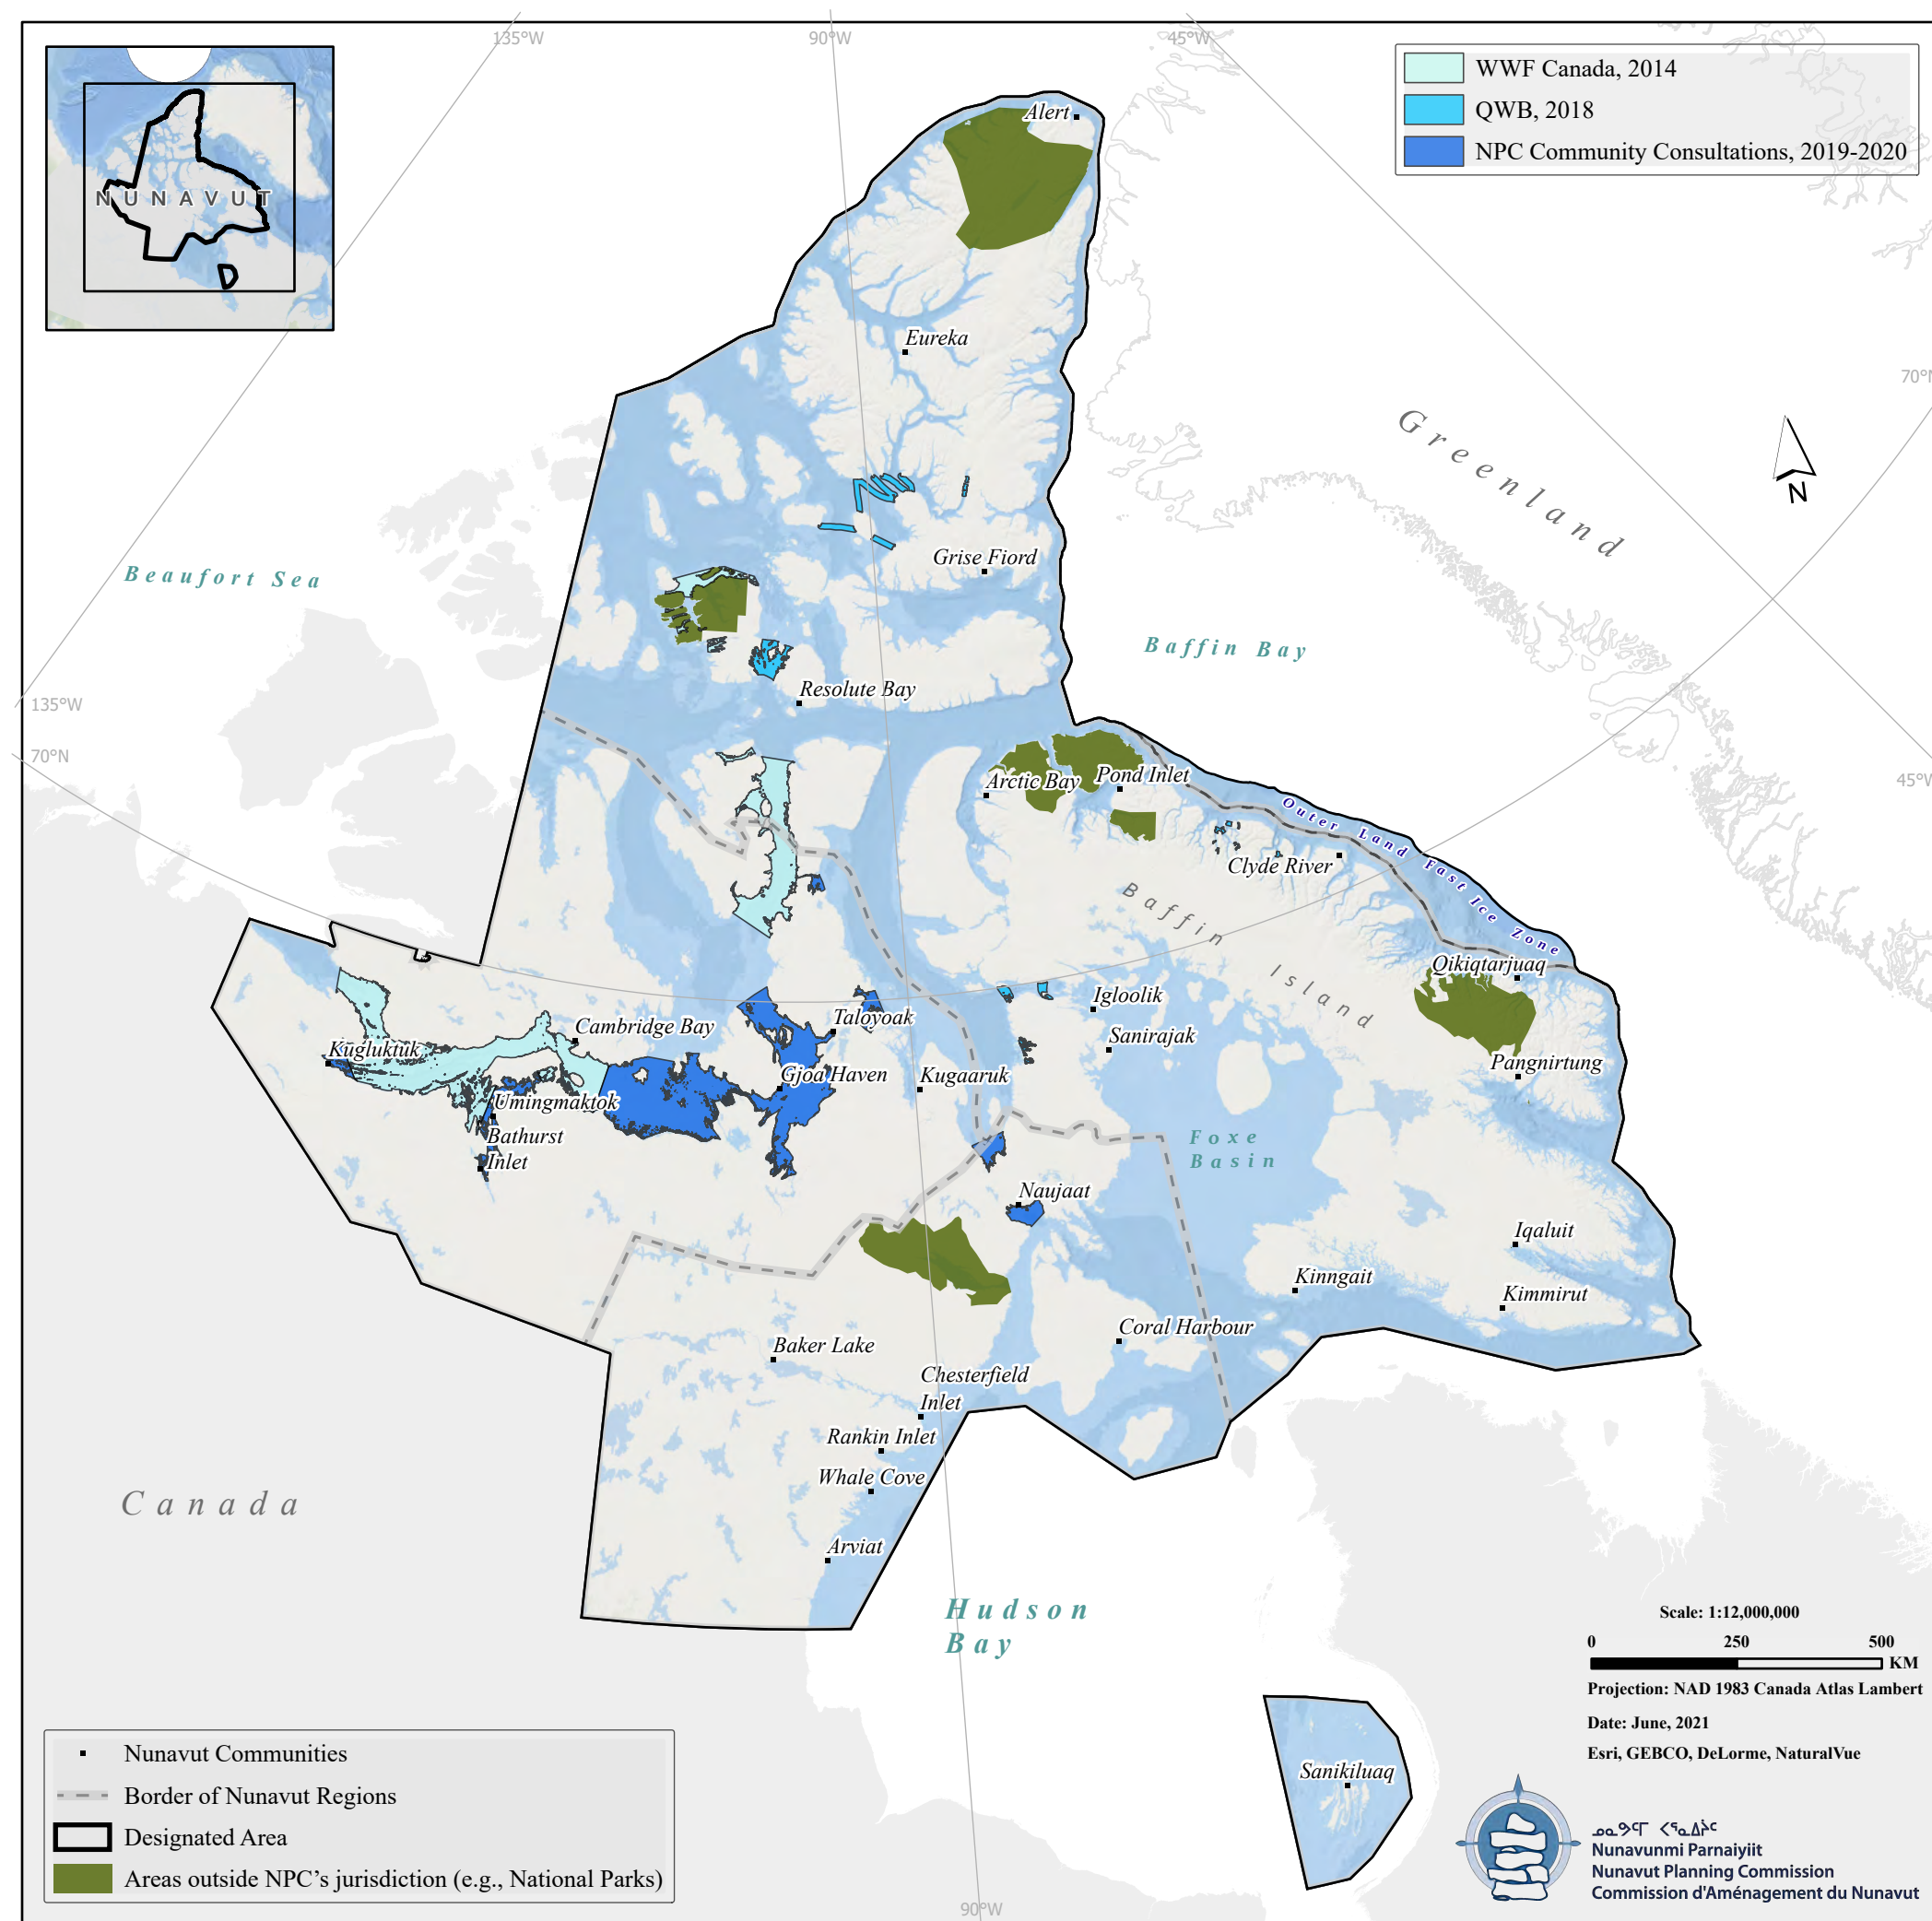 135°W
90°W
45°W
WWF Canada, 2014
QWB, 2018
NPC Community Consultations, 2019-2020
NUNAVUT
Alert
Eureka
70°N
Greenland
N
Grise Fiord
Beaufort Sea
Baffin Bay
Resolute Bay
135°W
70°N
Arctic Bay
Pond Inlet
45°W
Outer Land Fast Ice Zone
Clyde River
Baffin Island
Qikiqtarjuaq
Igloolik
Taloyoak
Cambridge Bay
Sanirajak
Kugluktuk
Pangnirtung
Gjoa Haven
Kugaaruk
Umingmaktok
Bathurst
Inlet
Foxe
Basin
Naujaat
Iqaluit
Kinngait
Kimmirut
Coral Harbour
Baker Lake
Chesterfield
Inlet
Rankin Inlet
Whale Cove
Canada
Arviat
Hudson
Bay
Scale: 1:12,000,000
0 250 500
KM
Projection: NAD 1983 Canada Atlas Lambert
Date: June, 2021
Esri, GEBCO, DeLorme, NaturalVue
Sanikiluaq
Nunavut Communities
Border of Nunavut Regions
Designated Area
Areas outside NPC's jurisdiction (e.g., National Parks)
ᓄᓇᕗᑦᒥ ᐸᕐᓇᐃᔩᑦ
Nunavunmi Parnaiyiit
Nunavut Planning Commission
Commission d'Aménagement du Nunavut
90°W